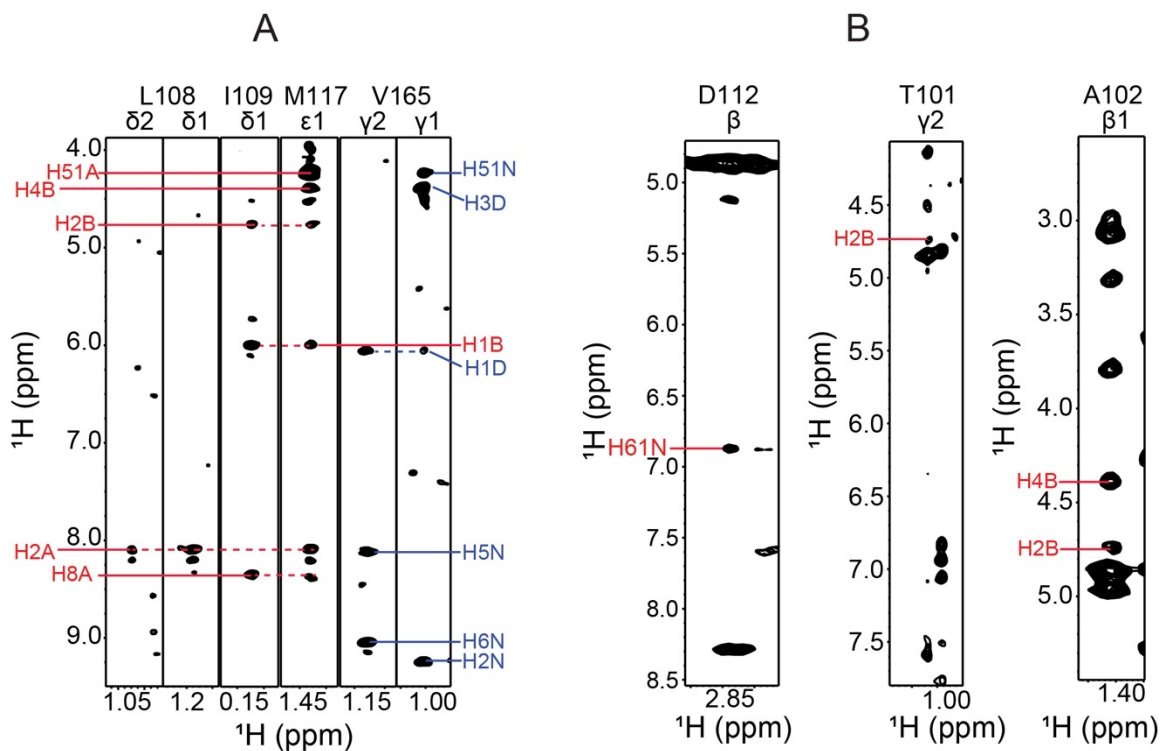 A
B
L108 I109 M117 V165
δ2 δ1 δ1 ε1 γ2 γ1
4.0
5.0
6.0
7.0
8.0
9.0
¹H (ppm)
H51A
H4B
H2B
H2A
H8A
H51N
H3D
H1B
H1D
H5N
H6N
H2N
1.05 1.2 0.15 1.45 1.15 1.00
¹H (ppm)
D112
β
5.0
5.5
6.0
6.5
7.0
7.5
8.0
8.5
¹H (ppm)
H61N
2.85
¹H (ppm)
T101
γ2
4.5
5.0
5.5
6.0
6.5
7.0
7.5
¹H (ppm)
H2B
1.00
¹H (ppm)
A102
β1
3.0
3.5
4.0
4.5
5.0
¹H (ppm)
H4B
H2B
1.40
¹H (ppm)